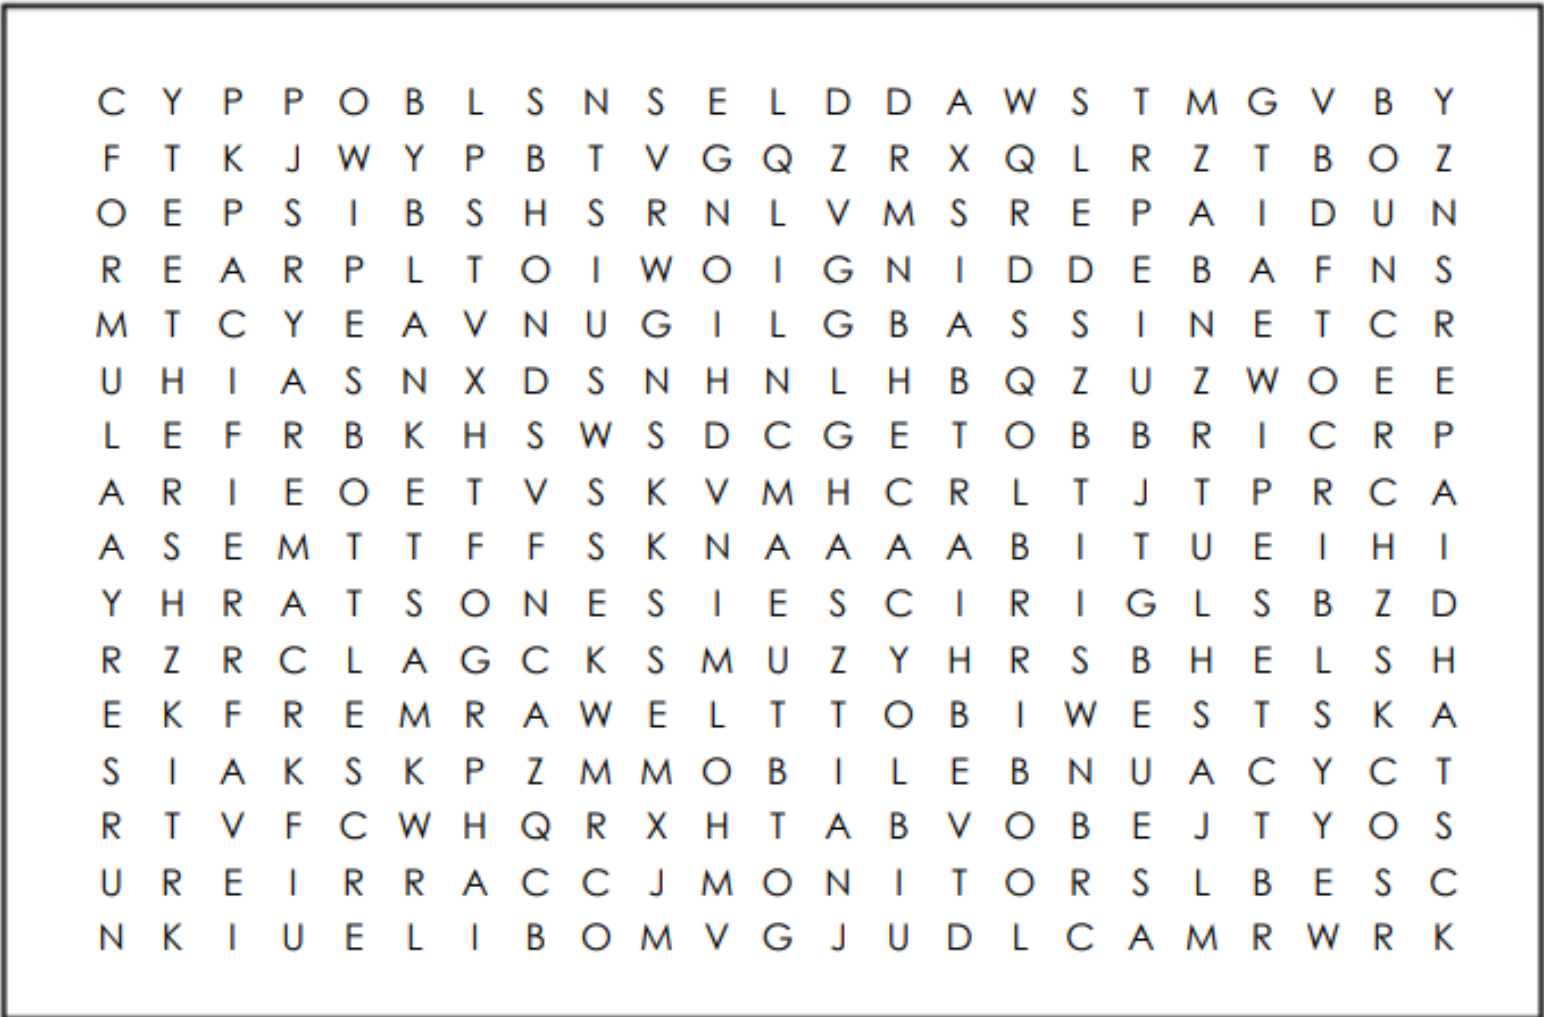 C Y P P O B L S N S E L D D A W S T M G V B Y
F T K J W Y P B T V G Q Z R X Q L R Z T B O Z
O E P S I B S H S R N L V M S R E P A I D U N
R E A R P L T O I W O I G N I D D E B A F N S
M T C Y E A V N U G I L G B A S S I N E T C R
U H I A S N X D S N H N L H B Q Z U Z W O E E
L E F R B K H S W S D C G E T O B B R I C R P
A R I E O E T V S K V M H C R L T J T P R C A
A S E M T T F F S K N A A A A B I T U E I H I
Y H R A T S O N E S I E S C I R I G L S B Z D
R Z R C L A G C K S M U Z Y H R S B H E L S H
E K F R E M R A W E L T T O B I W E S T S K A
S I A K S K P Z M M O B I L E B N U A C Y C T
R T V F C W H Q R X H T A B V O B E J T Y O S
U R E I R R A C C J M O N I T O R S L B E S C
N K I U E L I B O M V G J U D L C A M R W R K